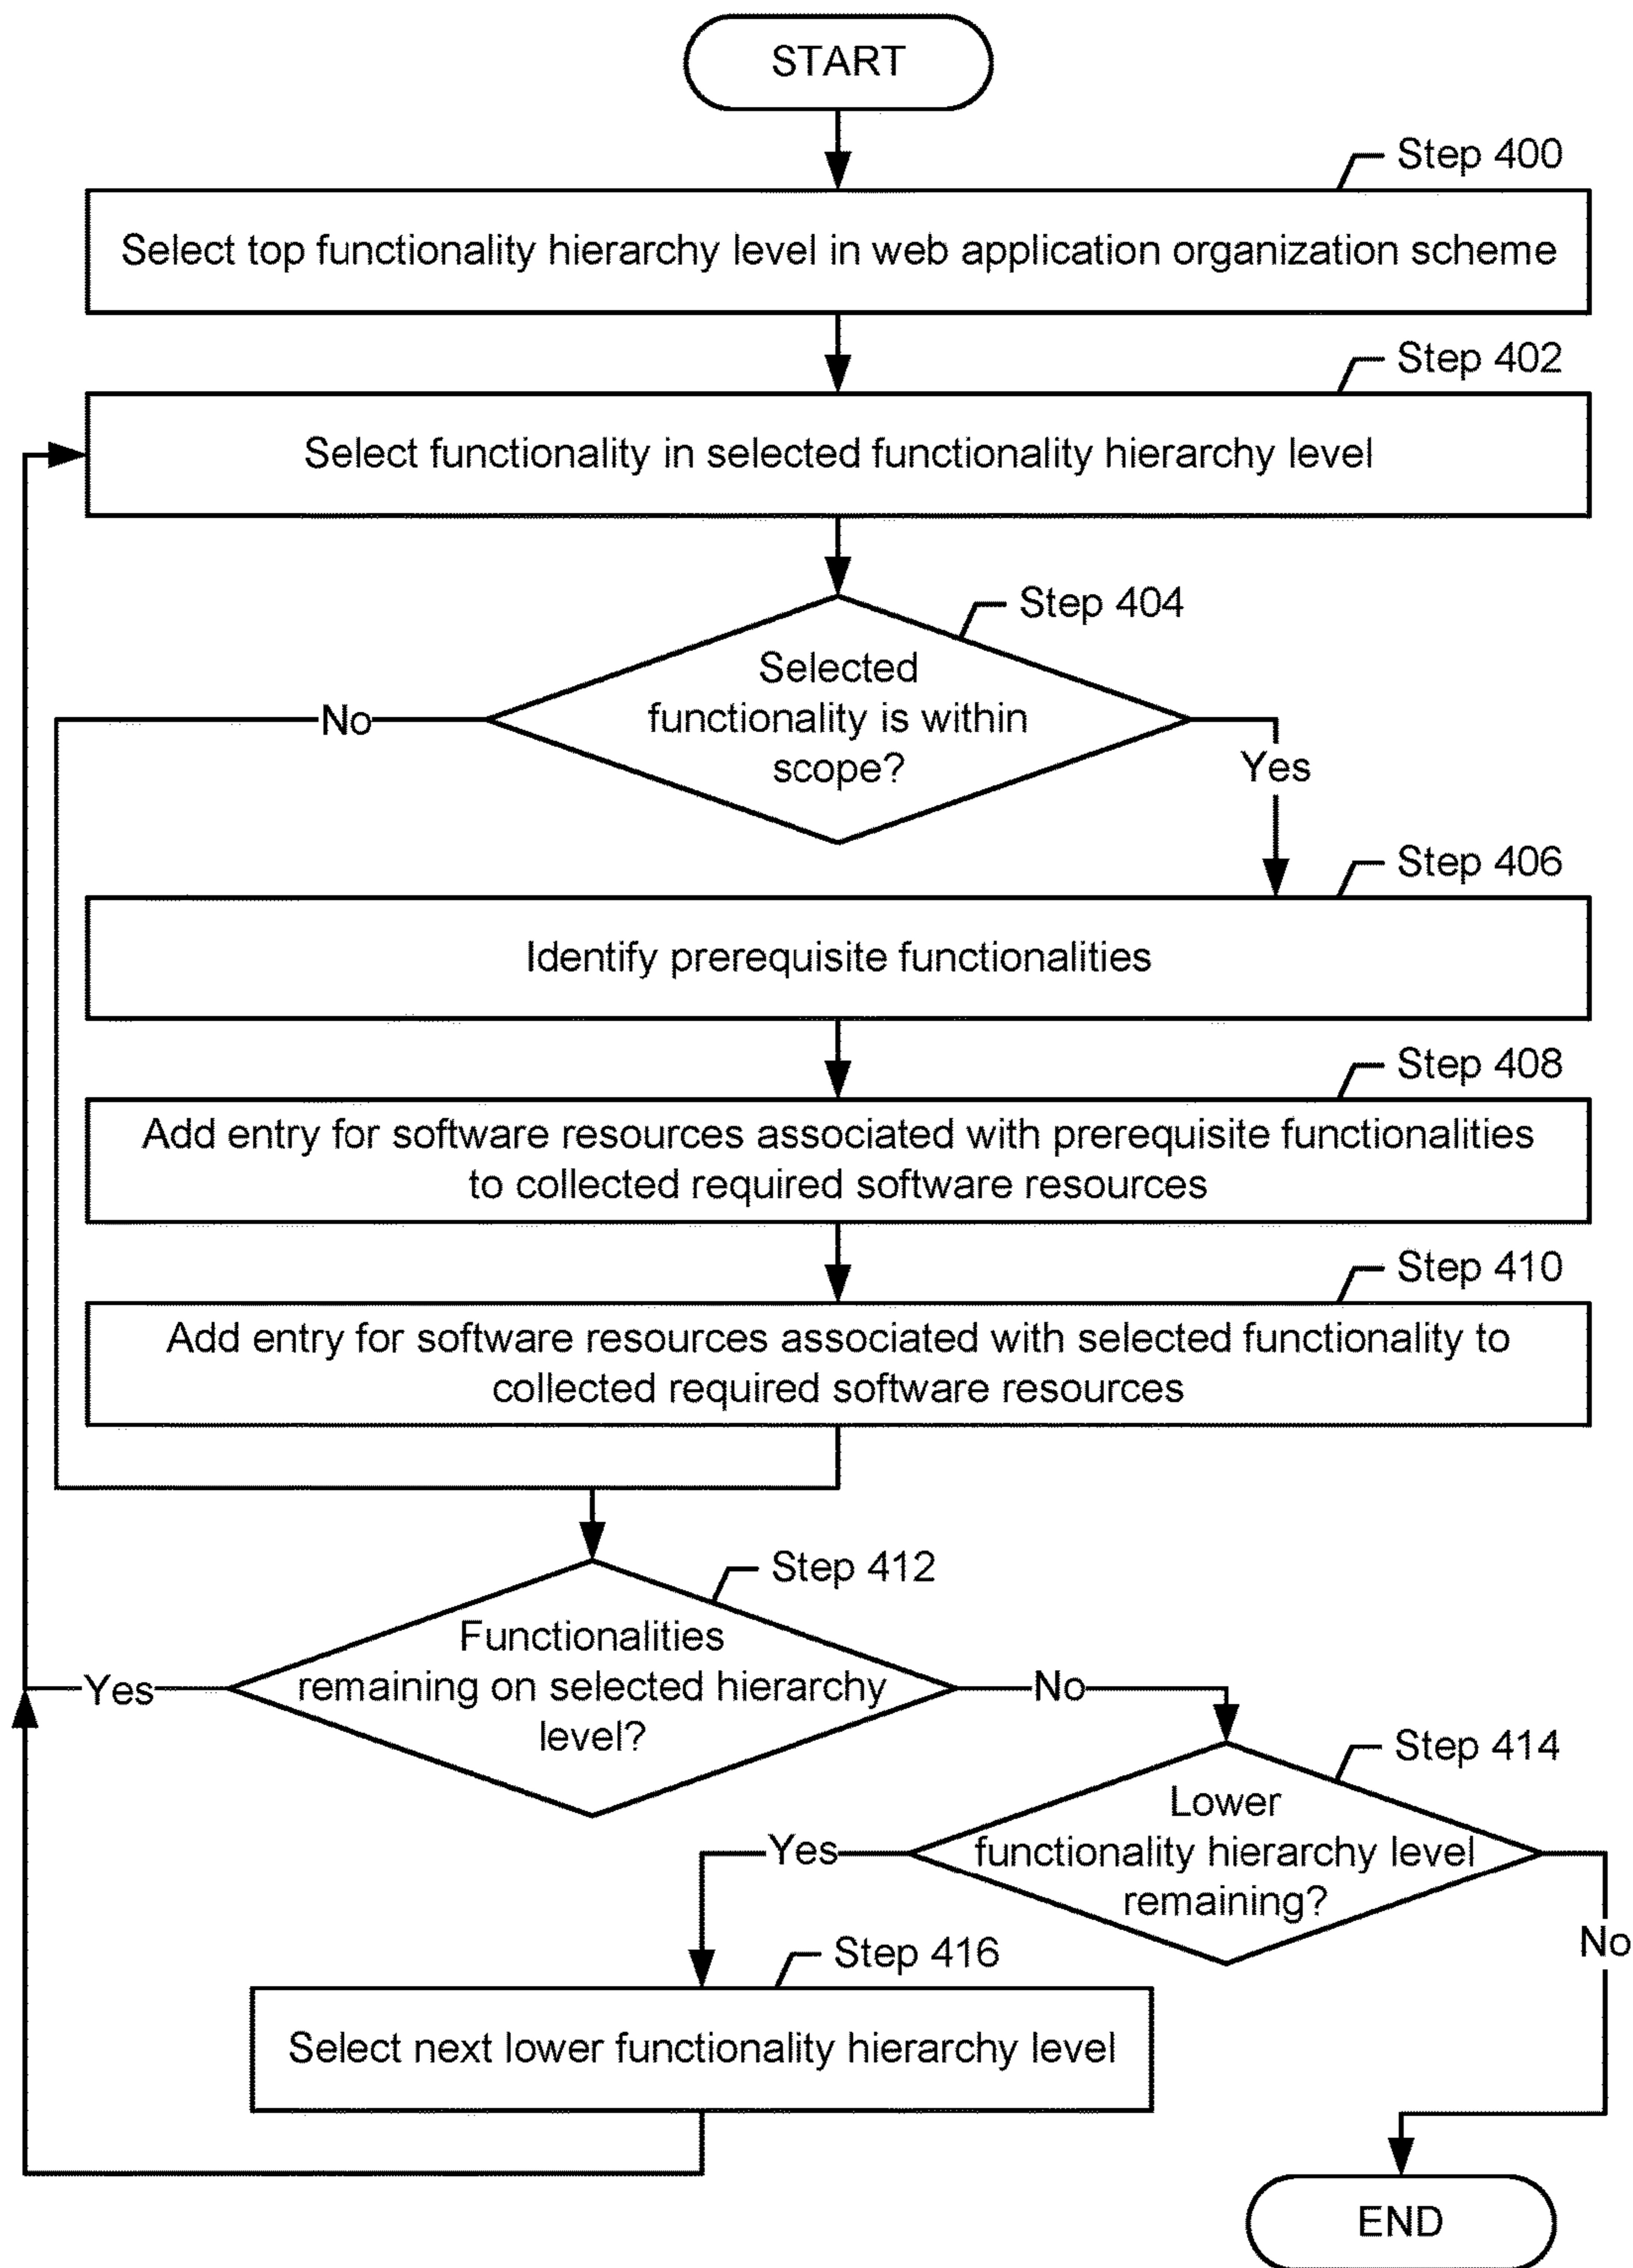 START
Step 400
Select top functionality hierarchy level in web application organization scheme
Step 402
Select functionality in selected functionality hierarchy level
Step 404
Selected
functionality is within
scope?
No
Yes
Step 406
Identify prerequisite functionalities
Step 408
Add entry for software resources associated with prerequisite functionalities
to collected required software resources
Step 410
Add entry for software resources associated with selected functionality to
collected required software resources
Step 412
Functionalities
remaining on selected hierarchy
level?
Yes
No
Step 414
Lower
functionality hierarchy level
remaining?
Yes
No
Step 416
Select next lower functionality hierarchy level
END